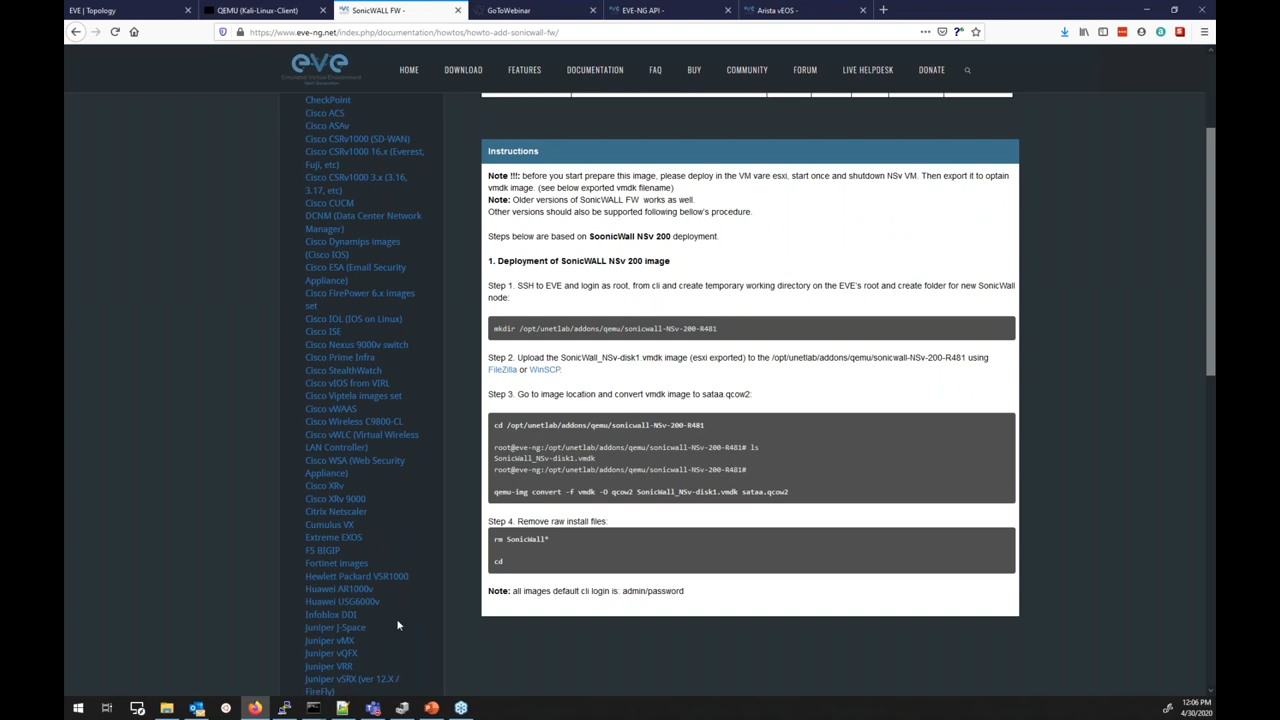 EVE | Topology
QEMU (Kali-Linux-Client)
SonicWALL FW -
GoToWebinar
EVE-NG API -
Arista vEOS -
https://www.eve-ng.net/index.php/documentation/howtos/howto-add-sonicwall-fw/
eve
Emulated Virtual Environment
Next Generation
HOME
DOWNLOAD
FEATURES
DOCUMENTATION
FAQ
BUY
COMMUNITY
FORUM
LIVE HELPDESK
DONATE
CheckPoint
Cisco ACS
Cisco ASAv
Cisco CSRv1000 (SD-WAN)
Cisco CSRv1000 16.x (Everest,
Fuji, etc)
Cisco CSRv1000 3.x (3.16,
3.17, etc)
Cisco CUCM
DCNM (Data Center Network
Manager)
Cisco Dynamips images
(Cisco IOS)
Cisco ESA (Email Security
Appliance)
Cisco FirePower 6.x images
set
Cisco IOL (IOS on Linux)
Cisco ISE
Cisco Nexus 9000v switch
Cisco Prime Infra
Cisco StealthWatch
Cisco vIOS from VIRL
Cisco Viptela images set
Cisco vWAAS
Cisco Wireless C9800-CL
Cisco vWLC (Virtual Wireless
LAN Controller)
Cisco WSA (Web Security
Appliance)
Cisco XRv
Cisco XRv 9000
Citrix Netscaler
Cumulus VX
Extreme EXOS
F5 BIGIP
Fortinet images
Hewlett Packard VSR1000
Huawei AR1000v
Huawei USG6000v
Infoblox DDI
Juniper J-Space
Juniper vMX
Juniper vQFX
Juniper VRR
Juniper vSRX (ver 12.X /
FireFly)
Instructions
Note !!!: before you start prepare this image, please deploy in the VM vare esxi, start once and shutdown NSv VM. Then export it to optain
vmdk image. (see below exported vmdk filename)
Note: Older versions of SonicWALL FW works as well.
Other versions should also be supported following bellow's procedure.
Steps below are based on SoonicWall NSv 200 deployment.
1. Deployment of SonicWALL NSv 200 image
Step 1. SSH to EVE and login as root, from cli and create temporary working directory on the EVE's root and create folder for new SonicWall
node:
mkdir /opt/unetlab/addons/qemu/sonicwall-NSv-200-R481
Step 2. Upload the SonicWall_NSv-disk1.vmdk image (esxi exported) to the /opt/unetlab/addons/qemu/sonicwall-NSv-200-R481 using
FileZilla or WinSCP.
Step 3. Go to image location and convert vmdk image to sataa.qcow2:
cd /opt/unetlab/addons/qemu/sonicwall-NSv-200-R481
root@eve-ng:/opt/unetlab/addons/qemu/sonicwall-NSv-200-R481# ls
SonicWall_NSv-disk1.vmdk
root@eve-ng:/opt/unetlab/addons/qemu/sonicwall-NSv-200-R481#
qemu-img convert -f vmdk -O qcow2 SonicWall_NSv-disk1.vmdk sataa.qcow2
Step 4. Remove raw install files:
rm SonicWall*
cd
Note: all images default cli login is: admin/password
12:06 PM
4/30/2020